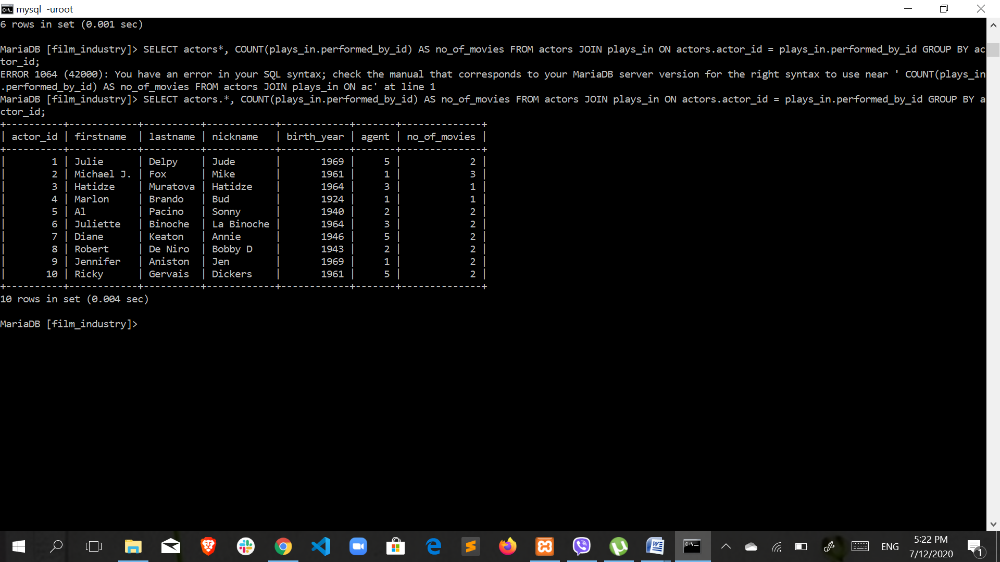 mysql  -uroot
6 rows in set (0.001 sec)
MariaDB [film_industry]> SELECT actors*, COUNT(plays_in.performed_by_id) AS no_of_movies FROM actors JOIN plays_in ON actors.actor_id = plays_in.performed_by_id GROUP BY ac
tor_id;
ERROR 1064 (42000): You have an error in your SQL syntax; check the manual that corresponds to your MariaDB server version for the right syntax to use near ' COUNT(plays_in
.performed_by_id) AS no_of_movies FROM actors JOIN plays_in ON ac' at line 1
MariaDB [film_industry]> SELECT actors.*, COUNT(plays_in.performed_by_id) AS no_of_movies FROM actors JOIN plays_in ON actors.actor_id = plays_in.performed_by_id GROUP BY a
ctor_id;
+----------+------------+----------+------------+------------+-------+--------------+
| actor_id | firstname  | lastname | nickname   | birth_year | agent | no_of_movies |
+----------+------------+----------+------------+------------+-------+--------------+
|        1 | Julie      | Delpy    | Jude       |       1969 |     5 |            2 |
|        2 | Michael J. | Fox      | Mike       |       1961 |     1 |            3 |
|        3 | Hatidze    | Muratova | Hatidze    |       1964 |     3 |            1 |
|        4 | Marlon     | Brando   | Bud        |       1924 |     1 |            1 |
|        5 | Al         | Pacino   | Sonny      |       1940 |     2 |            2 |
|        6 | Juliette   | Binoche  | La Binoche |       1964 |     3 |            2 |
|        7 | Diane      | Keaton   | Annie      |       1946 |     5 |            2 |
|        8 | Robert     | De Niro  | Bobby D    |       1943 |     2 |            2 |
|        9 | Jennifer   | Aniston  | Jen        |       1969 |     1 |            2 |
|       10 | Ricky      | Gervais  | Dickers    |       1961 |     5 |            2 |
+----------+------------+----------+------------+------------+-------+--------------+
10 rows in set (0.004 sec)
MariaDB [film_industry]>
ENG
5:22 PM
7/12/2020
1